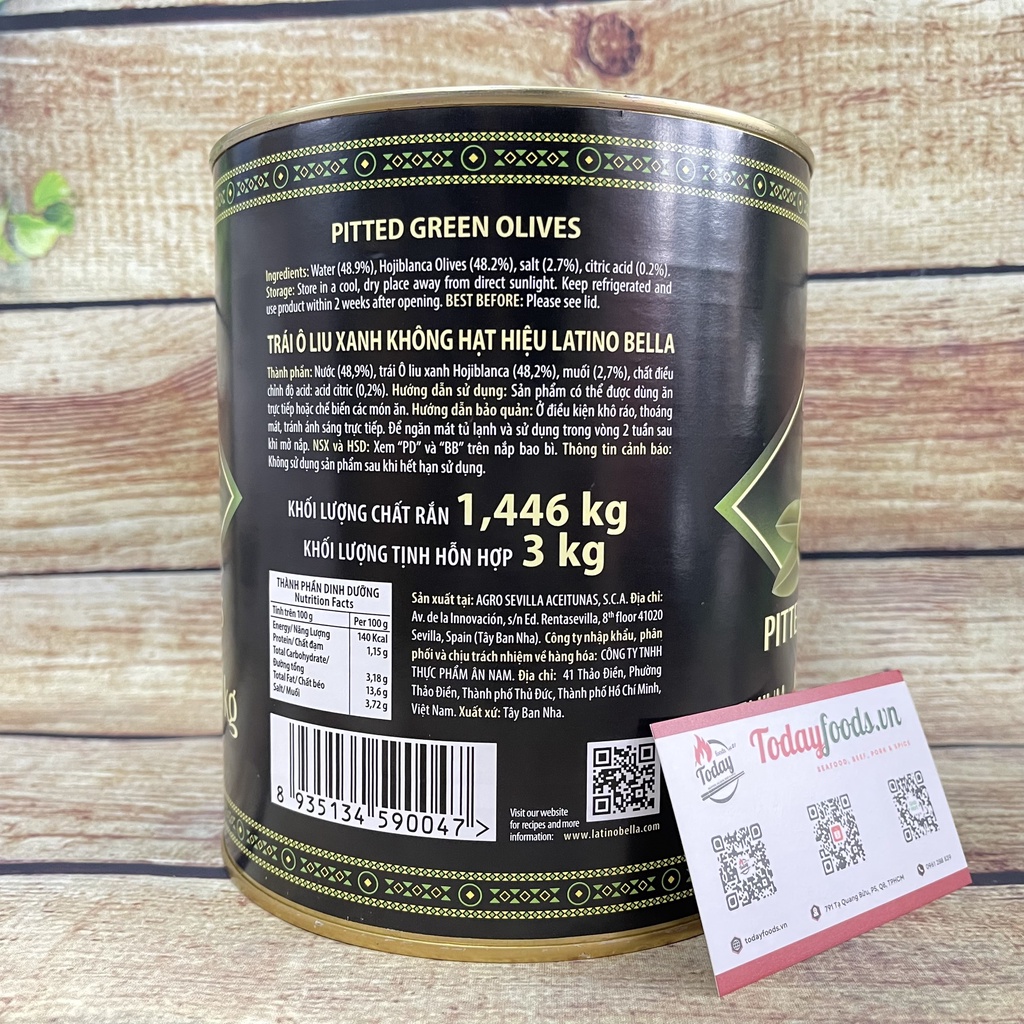 PITTED GREEN OLIVES
Ingredients: Water (48.9%), Hojiblanca Olives (48.2%), salt (2.7%), citric acid (0.2%).
Storage: Store in a cool, dry place away from direct sunlight. Keep refrigerated and
use product within 2 weeks after opening. BEST BEFORE: Please see lid.
TRÁI Ô LIU XANH KHÔNG HẠT HIỆU LATINO BELLA
Thành phần: Nước (48,9%), trái Ô liu xanh Hojiblanca (48,2%), muối (2,7%), chất điều
chỉnh độ acid: acid citric (0,2%). Hướng dẫn sử dụng: Sản phẩm có thể được dùng ăn
trực tiếp hoặc chế biến các món ăn. Hướng dẫn bảo quản: Ở điều kiện khô ráo, thoáng
mát, tránh ánh sáng trực tiếp. Để ngăn mát tủ lạnh và sử dụng trong vòng 2 tuần sau
khi mở nắp. NSX và HSD: Xem “PD” và “BB” trên nắp bao bì. Thông tin cảnh báo:
Không sử dụng sản phẩm sau khi hết hạn sử dụng.
KHỐI LƯỢNG CHẤT RẮN 1,446 kg
KHỐI LƯỢNG TỊNH HỖN HỢP 3 kg
THÀNH PHẦN DINH DƯỠNG
Nutrition Facts
Tính trên 100 g Per 100 g
Energy/ Năng Lượng 140 Kcal
Protein/ Chất đạm 1,15 g
Total Carbohydrate/
Đường tổng 3,18 g
Total Fat/ Chất béo 13,6 g
Salt/ Muối 3,72 g
Sản xuất tại: AGRO SEVILLA ACEITUNAS, S.C.A. Địa chỉ:
Av. de la Innovación, s/n Ed. Rentasevilla, 8th floor 41020
Sevilla, Spain (Tây Ban Nha). Công ty nhập khẩu, phân
phối và chịu trách nhiệm về hàng hóa: CÔNG TY TNHH
THỰC PHẨM ÂN NAM. Địa chỉ: 41 Thảo Điền, Phường
Thảo Điền, Thành phố Thủ Đức, Thành phố Hồ Chí Minh,
Việt Nam. Xuất xứ: Tây Ban Nha.
8 935134 590047 >
Visit our website
for recipes and more
information: www.latinobella.com
PITTE
kg
Today
Todayfoods.vn
SEAFOOD, BEEF, PORK & SPICE
todayfoods.vn
791 Tạ Quang Bửu, P5, Q8, TPHCM